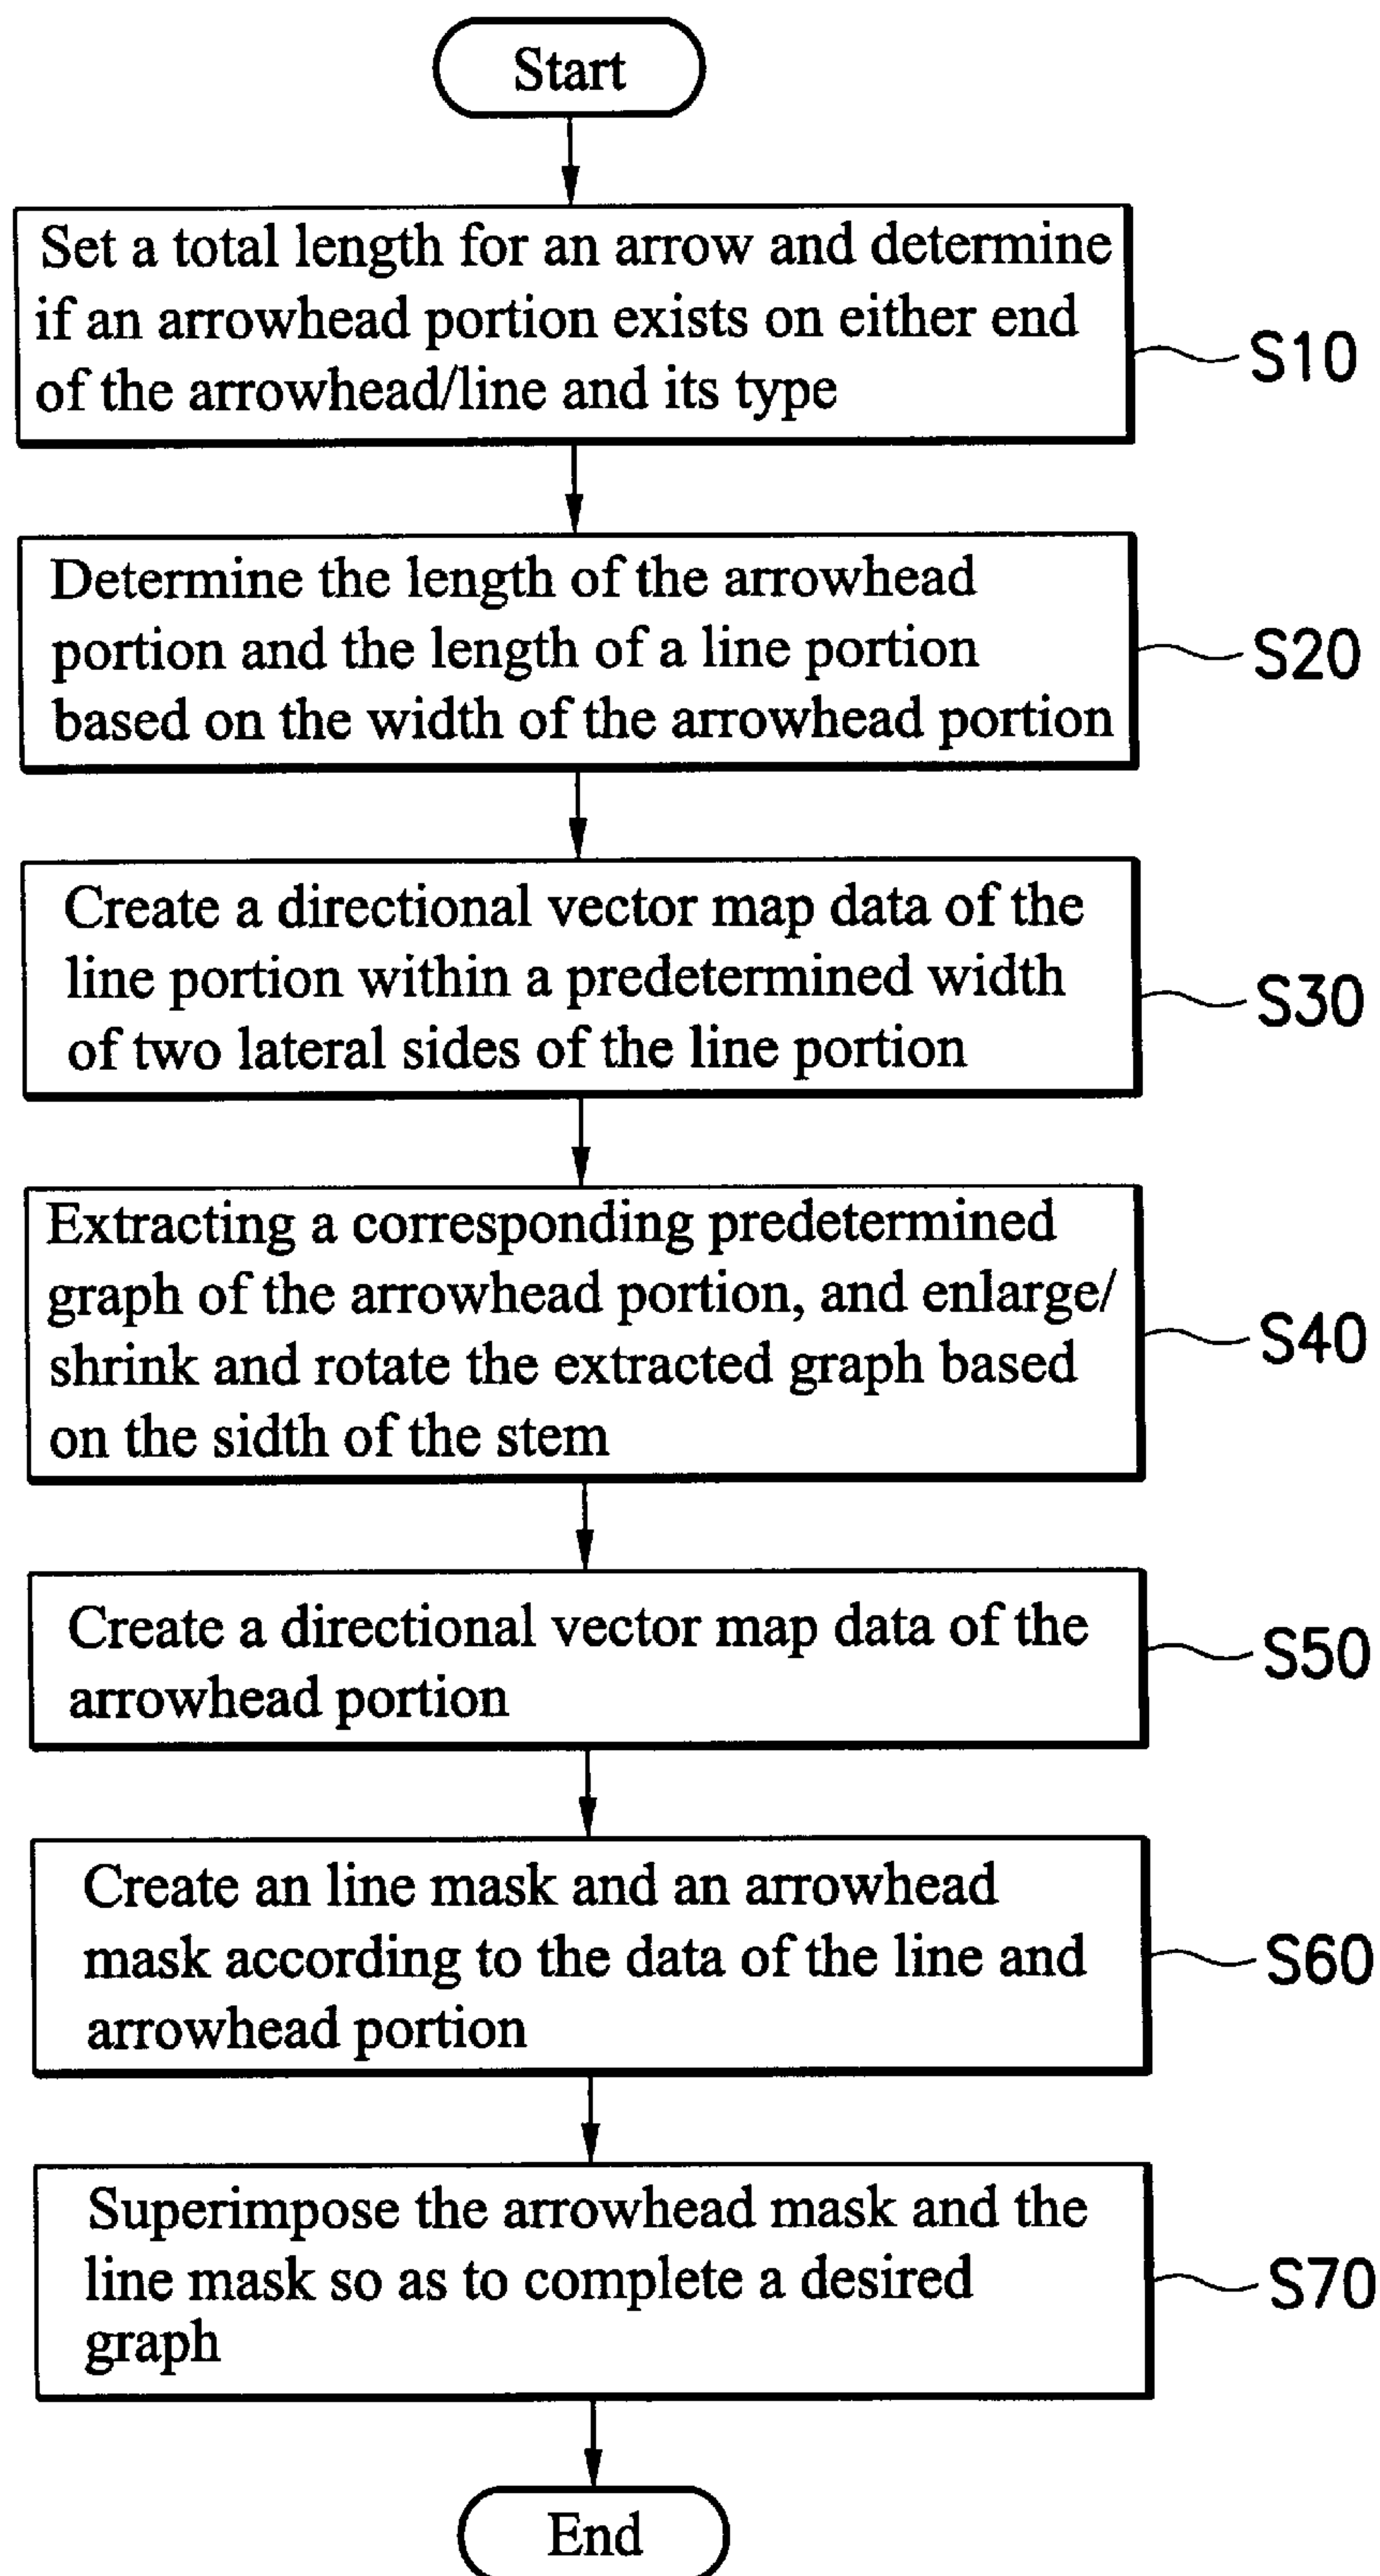 Start
Set a total length for an arrow and determine
if an arrowhead portion exists on either end
of the arrowhead/line and its type
S10
Determine the length of the arrowhead
portion and the length of a line portion
based on the width of the arrowhead portion
S20
Create a directional vector map data of the
line portion within a predetermined width
of two lateral sides of the line portion
S30
Extracting a corresponding predetermined
graph of the arrowhead portion, and enlarge/
shrink and rotate the extracted graph based
on the sidth of the stem
S40
Create a directional vector map data of the
arrowhead portion
S50
Create an line mask and an arrowhead
mask according to the data of the line and
arrowhead portion
S60
Superimpose the arrowhead mask and the
line mask so as to complete a desired
graph
S70
End